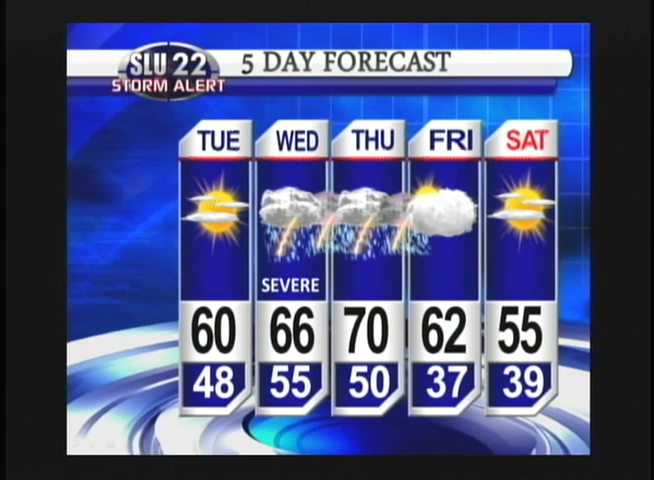 SLU 22
STORM ALERT
5 DAY FORECAST
TUE WED THU FRI SAT
SEVERE
60 66 70 62 55
48 55 50 37 39